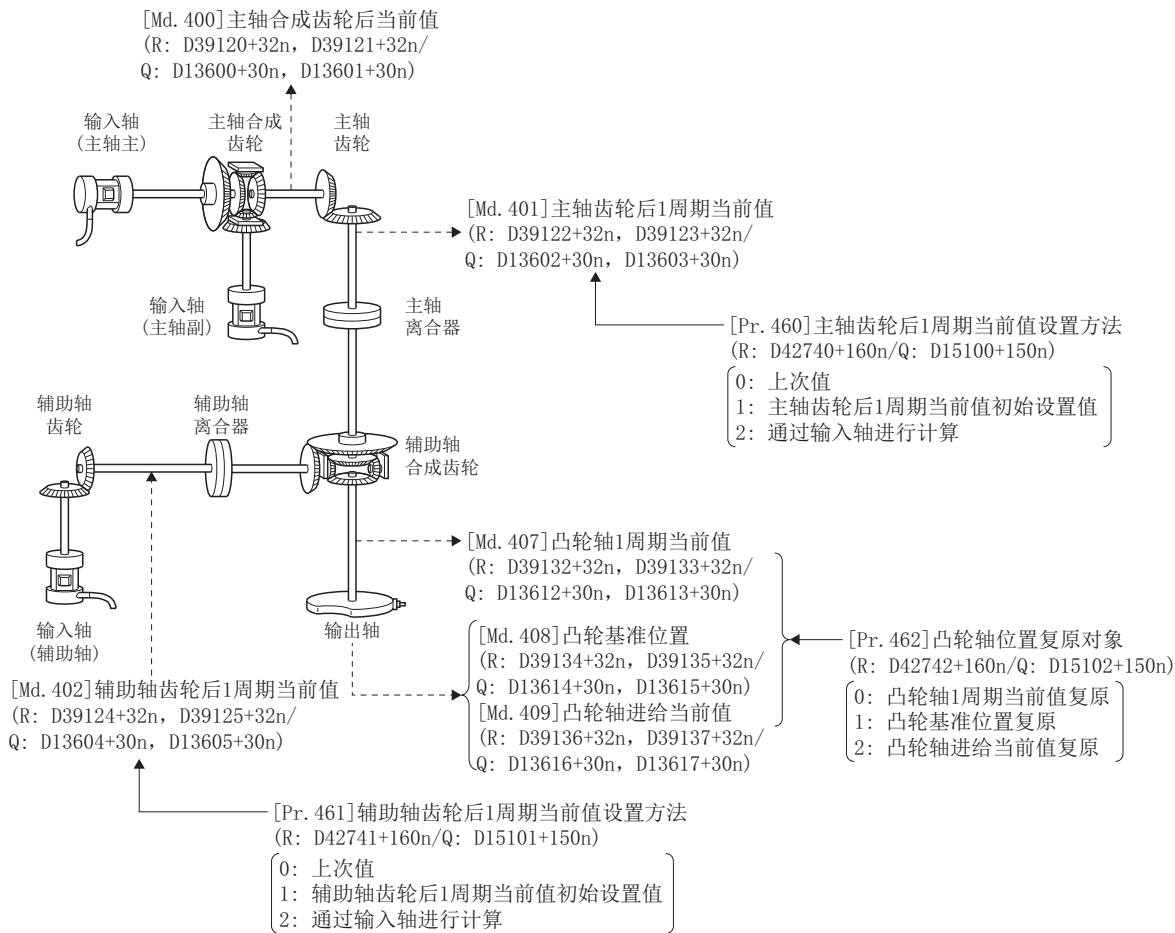 [Md.400]主轴合成齿轮后当前值
(R: D39120+32n, D39121+32n/
Q: D13600+30n, D13601+30n)
输入轴
(主轴主)
主轴合成
齿轮
主轴
齿轮
[Md.401]主轴齿轮后1周期当前值
(R: D39122+32n, D39123+32n/
Q: D13602+30n, D13603+30n)
输入轴
(主轴副)
主轴
离合器
[Pr.460]主轴齿轮后1周期当前值设置方法
(R: D42740+160n/Q: D15100+150n)
0: 上次值
1: 主轴齿轮后1周期当前值初始设置值
2: 通过输入轴进行计算
辅助轴
齿轮
辅助轴
离合器
辅助轴
合成齿轮
[Md.407]凸轮轴1周期当前值
(R: D39132+32n, D39133+32n/
Q: D13612+30n, D13613+30n)
输入轴
(辅助轴)
输出轴
[Md.408]凸轮基准位置
(R: D39134+32n, D39135+32n/
Q: D13614+30n, D13615+30n)
[Md.409]凸轮轴进给当前值
(R: D39136+32n, D39137+32n/
Q: D13616+30n, D13617+30n)
[Pr.462]凸轮轴位置复原对象
(R: D42742+160n/Q: D15102+150n)
0: 凸轮轴1周期当前值复原
1: 凸轮基准位置复原
2: 凸轮轴进给当前值复原
[Md.402]辅助轴齿轮后1周期当前值
(R: D39124+32n, D39125+32n/
Q: D13604+30n, D13605+30n)
[Pr.461]辅助轴齿轮后1周期当前值设置方法
(R: D42741+160n/Q: D15101+150n)
0: 上次值
1: 辅助轴齿轮后1周期当前值初始设置值
2: 通过输入轴进行计算